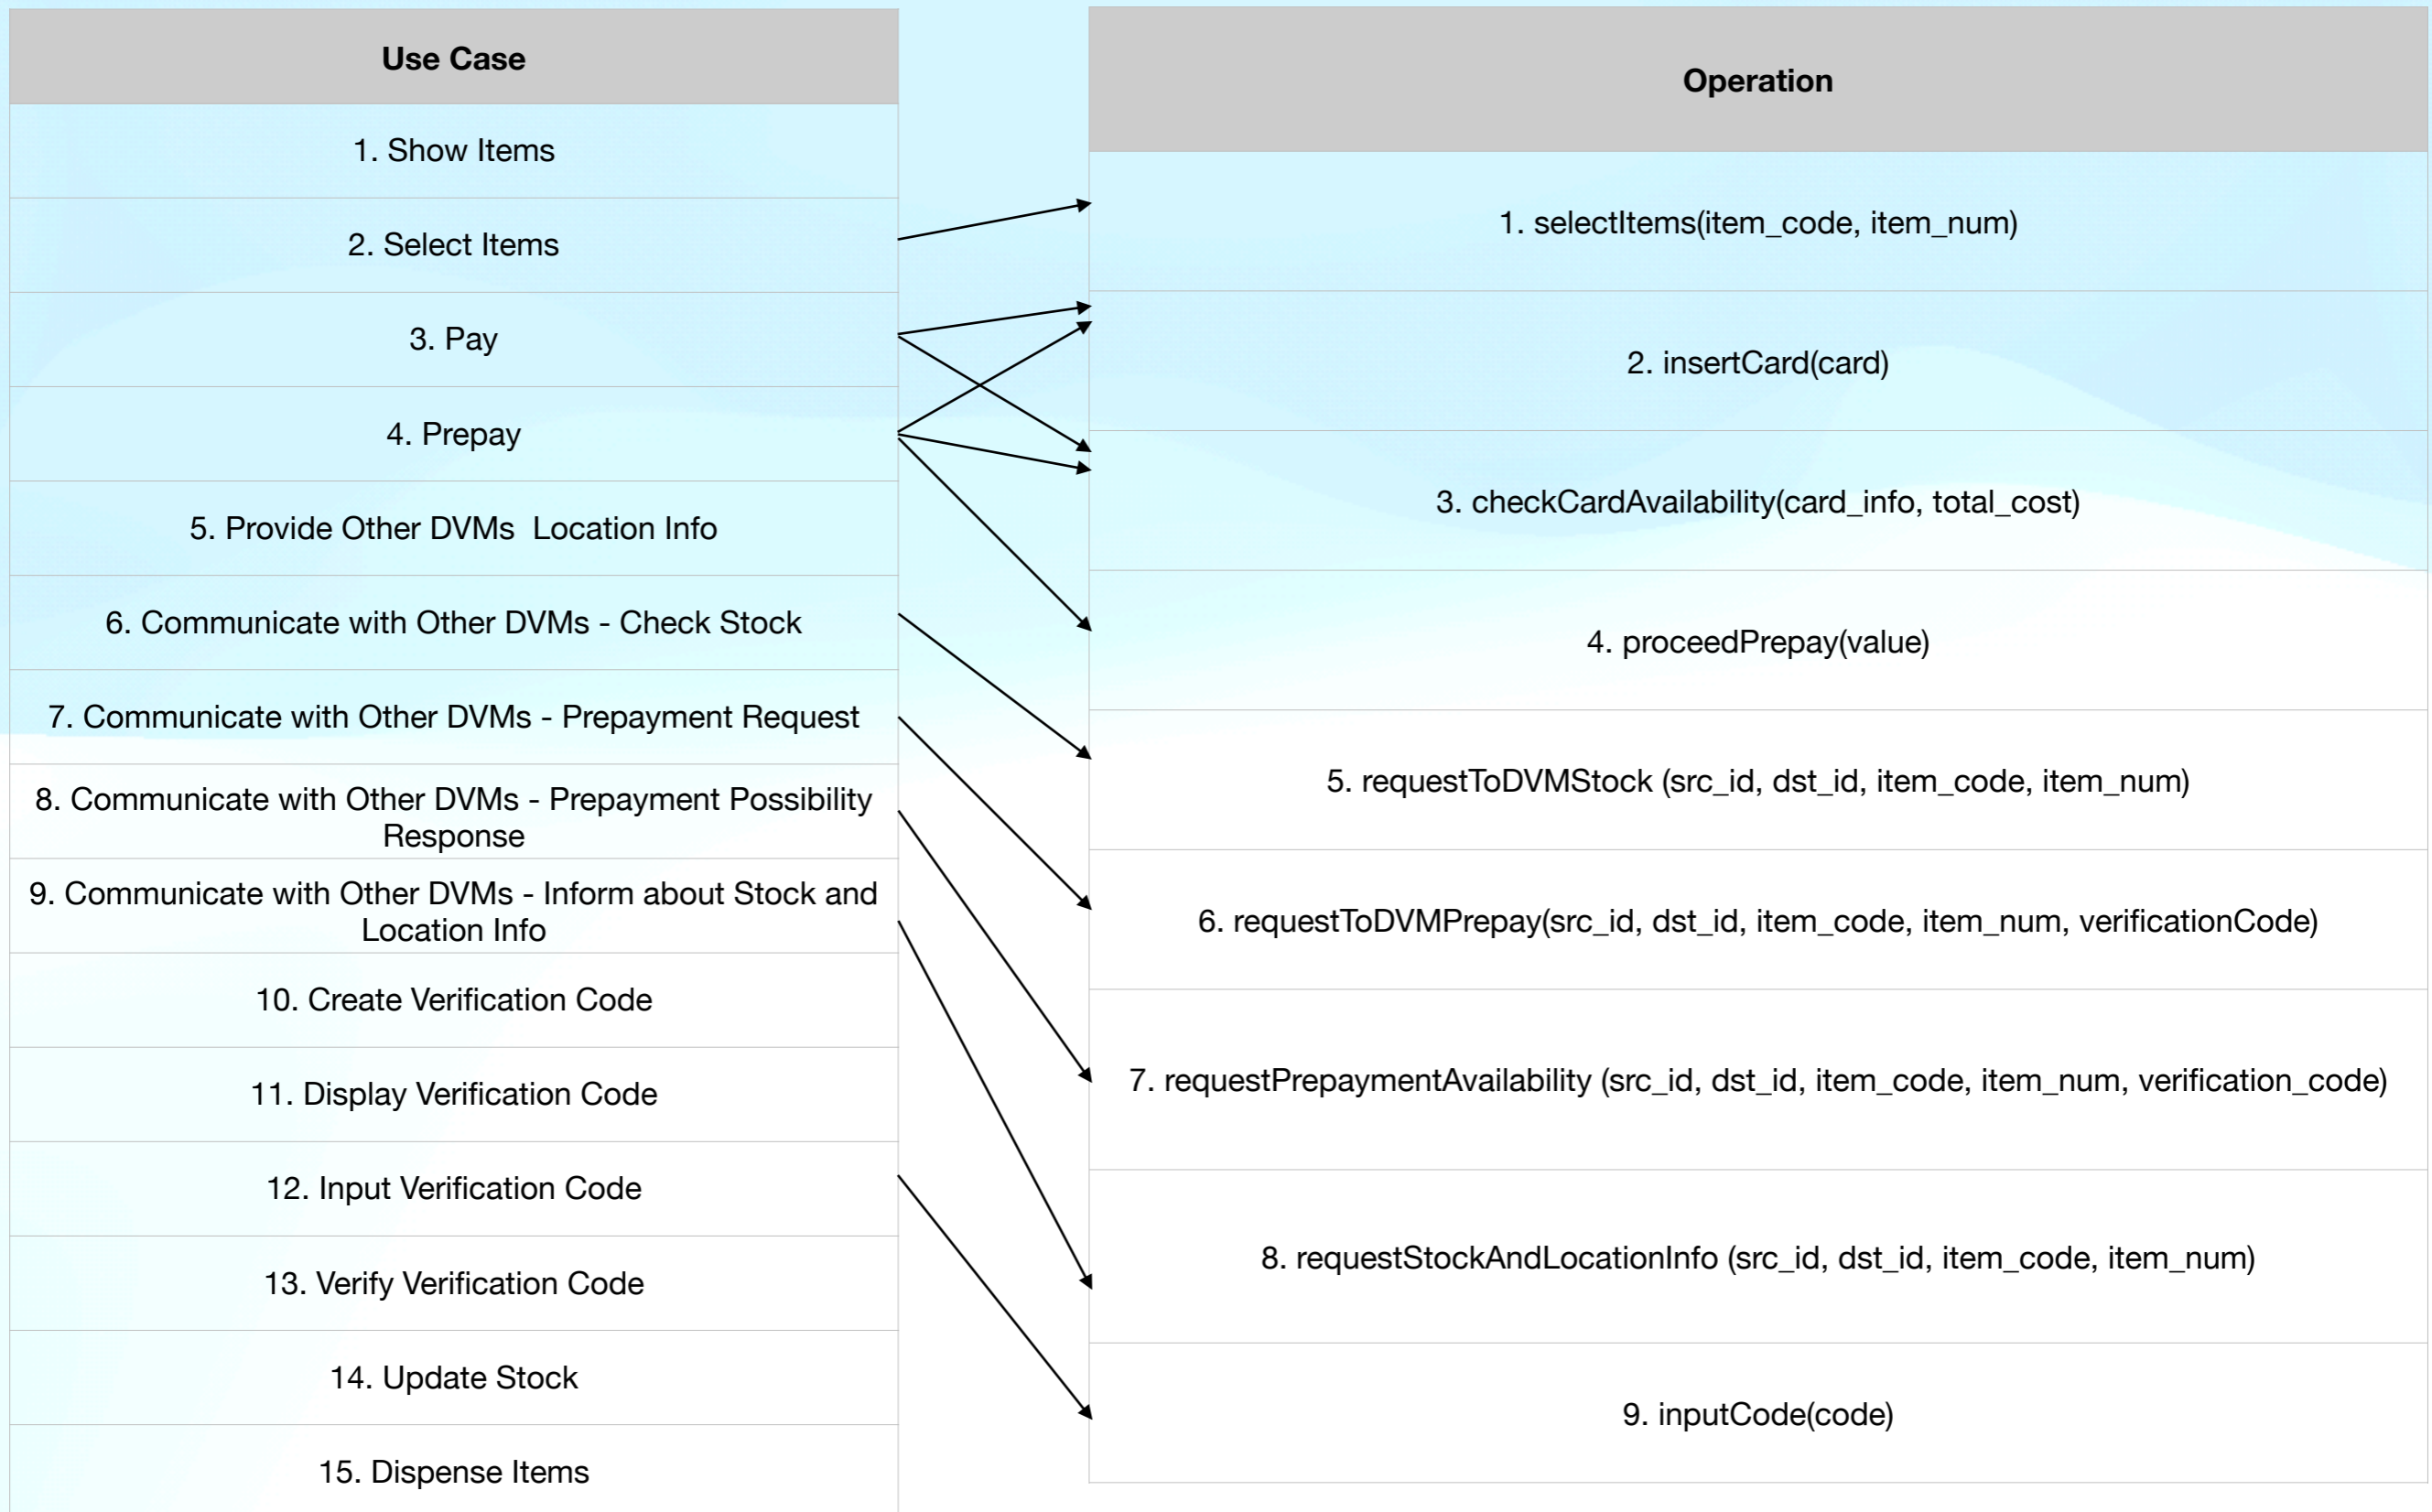 Use Case
1. Show Items
2. Select Items
3. Pay
4. Prepay
5. Provide Other DVMs  Location Info
6. Communicate with Other DVMs - Check Stock
7. Communicate with Other DVMs - Prepayment Request
8. Communicate with Other DVMs - Prepayment Possibility
Response
9. Communicate with Other DVMs - Inform about Stock and
Location Info
10. Create Verification Code
11. Display Verification Code
12. Input Verification Code
13. Verify Verification Code
14. Update Stock
15. Dispense Items
Operation
1. selectItems(item_code, item_num)
2. insertCard(card)
3. checkCardAvailability(card_info, total_cost)
4. proceedPrepay(value)
5. requestToDVMStock (src_id, dst_id, item_code, item_num)
6. requestToDVMPrepay(src_id, dst_id, item_code, item_num, verificationCode)
7. requestPrepaymentAvailability (src_id, dst_id, item_code, item_num, verification_code)
8. requestStockAndLocationInfo (src_id, dst_id, item_code, item_num)
9. inputCode(code)